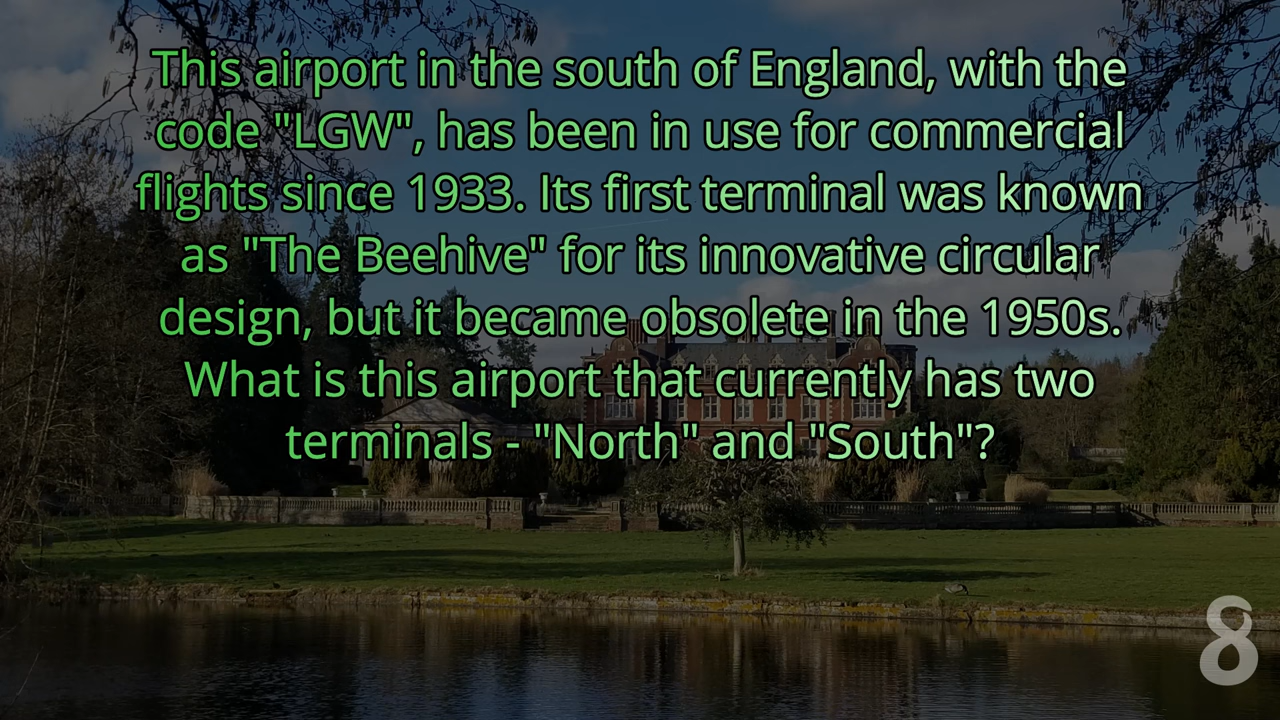 This airport in the south of England, with the
code "LGW", has been in use for commercial
flights since 1933. Its first terminal was known
as "The Beehive" for its innovative circular
design, but it became obsolete in the 1950s.
What is this airport that currently has two
terminals - "North" and "South"?
8